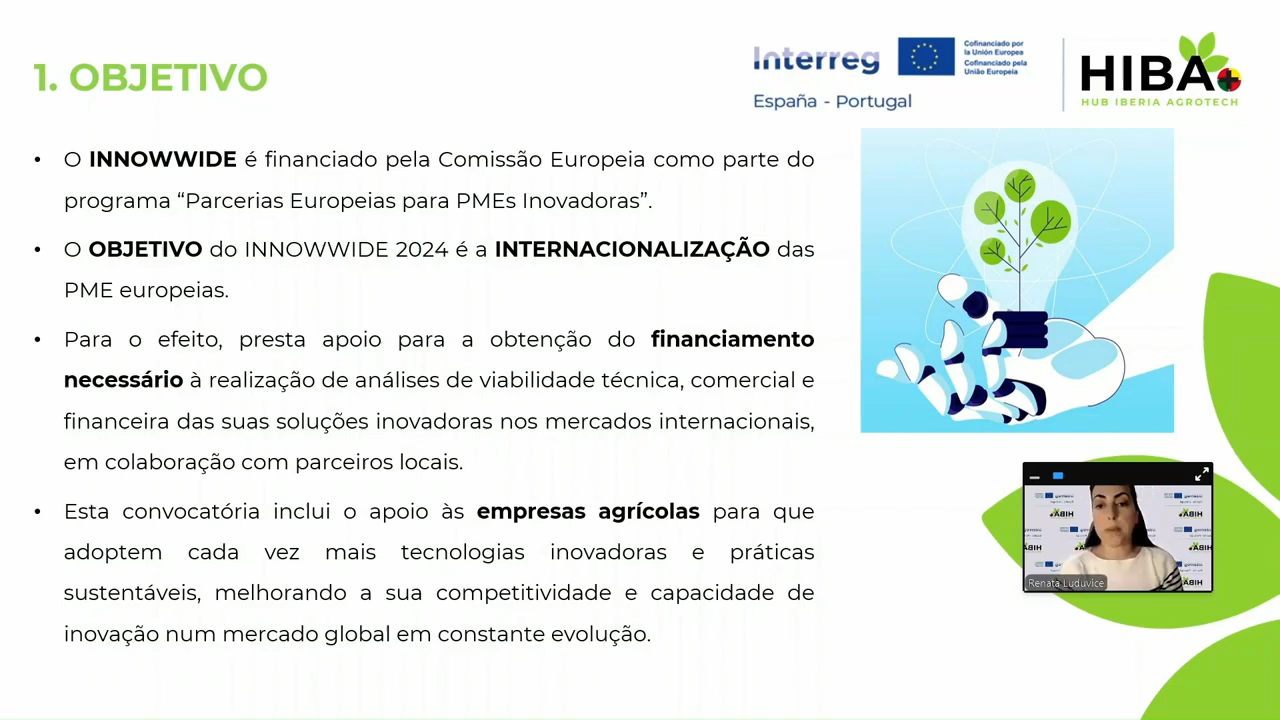 1. OBJETIVO
Interreg
Cofinanciado por
la Unión Europea
Cofinanciado pela
União Europeia
España - Portugal
HIBA
HUB IBERIA AGROTECH
• O INNOWWIDE é financiado pela Comissão Europeia como parte do
programa “Parcerias Europeias para PMEs Inovadoras”.
• O OBJETIVO do INNOWWIDE 2024 é a INTERNACIONALIZAÇÃO das
PME europeias.
• Para o efeito, presta apoio para a obtenção do financiamento
necessário à realização de análises de viabilidade técnica, comercial e
financeira das suas soluções inovadoras nos mercados internacionais,
em colaboração com parceiros locais.
• Esta convocatória inclui o apoio às empresas agrícolas para que
adoptem cada vez mais tecnologias inovadoras e práticas
sustentáveis, melhorando a sua competitividade e capacidade de
inovação num mercado global em constante evolução.
Renata Luduvice